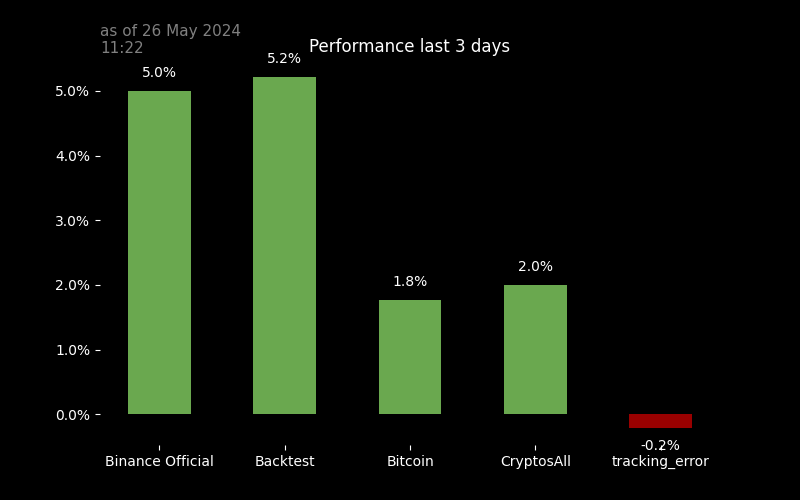 as of 26 May 2024
11:22
Performance last 3 days
5.0%
5.2%
1.8%
2.0%
-0.2%
5.0%
4.0%
3.0%
2.0%
1.0%
0.0%
Binance Official
Backtest
Bitcoin
CryptosAll
tracking_error